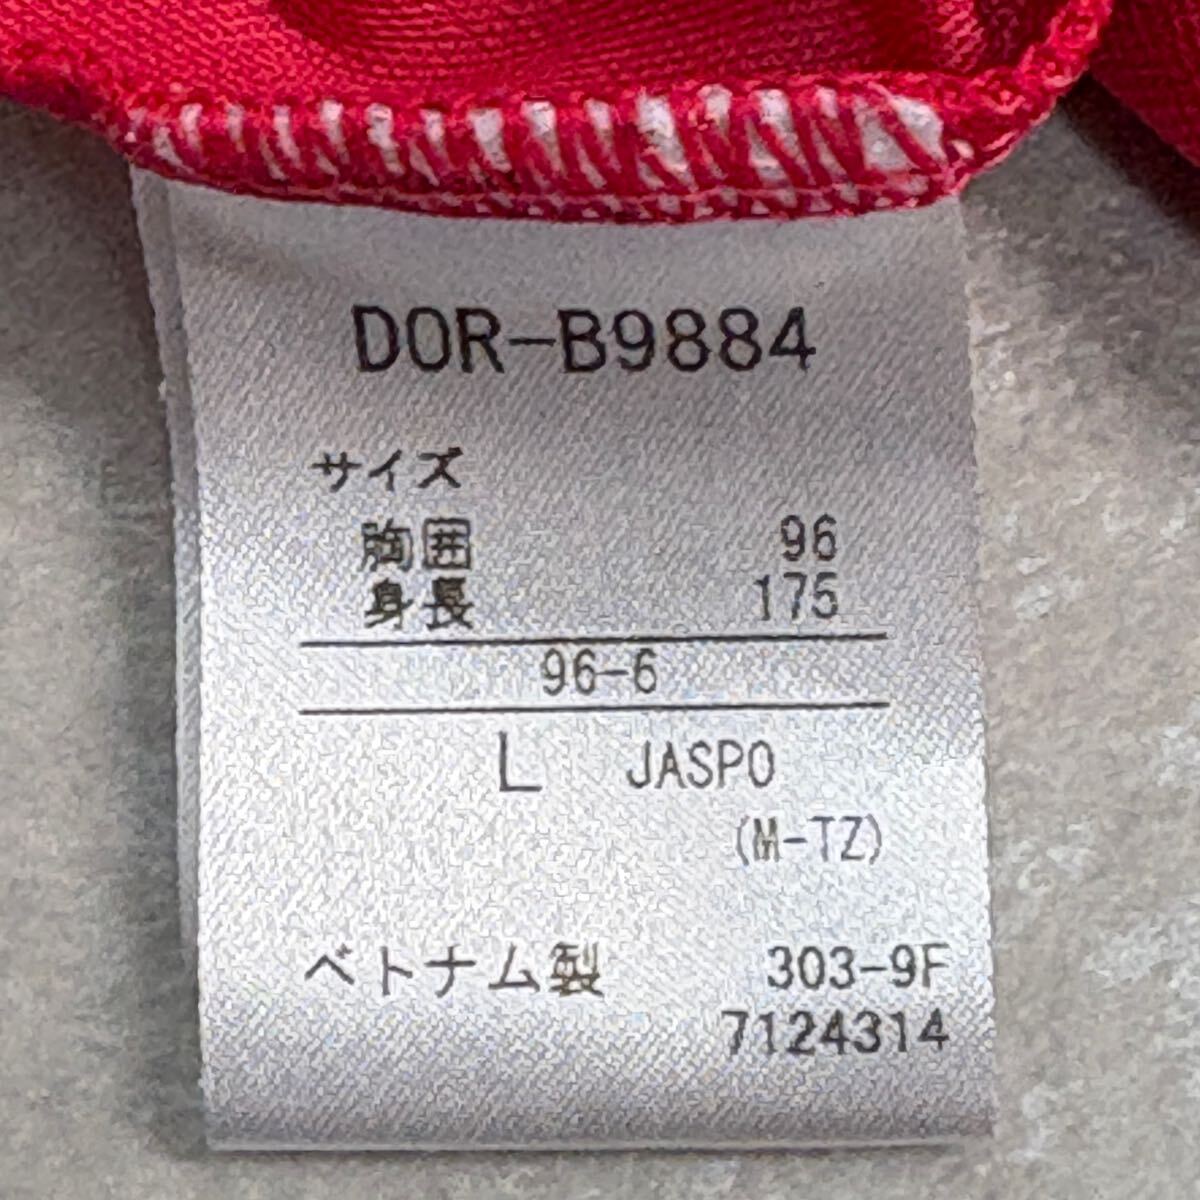 DOR-B9884
サイズ
胸囲 96
身長 175
96-6
L JASPO
(M-TZ)
ベトナム製 303-9F
7124314